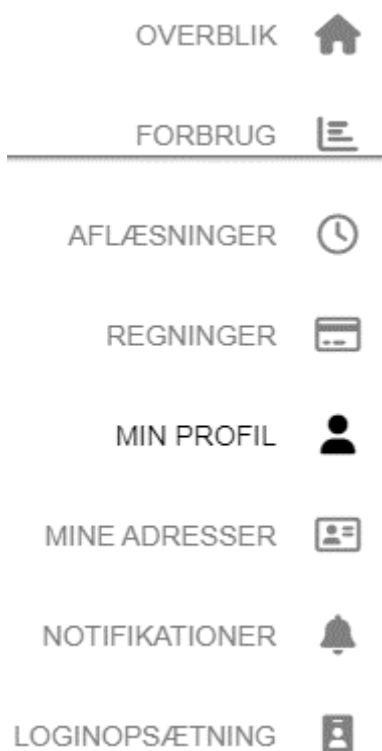 OVERBLIK
FORBRUG
AFLÆSNINGER
REGNINGER
MIN PROFIL
MINE ADRESSER
NOTIFIKATIONER
LOGINOPSÆTNING